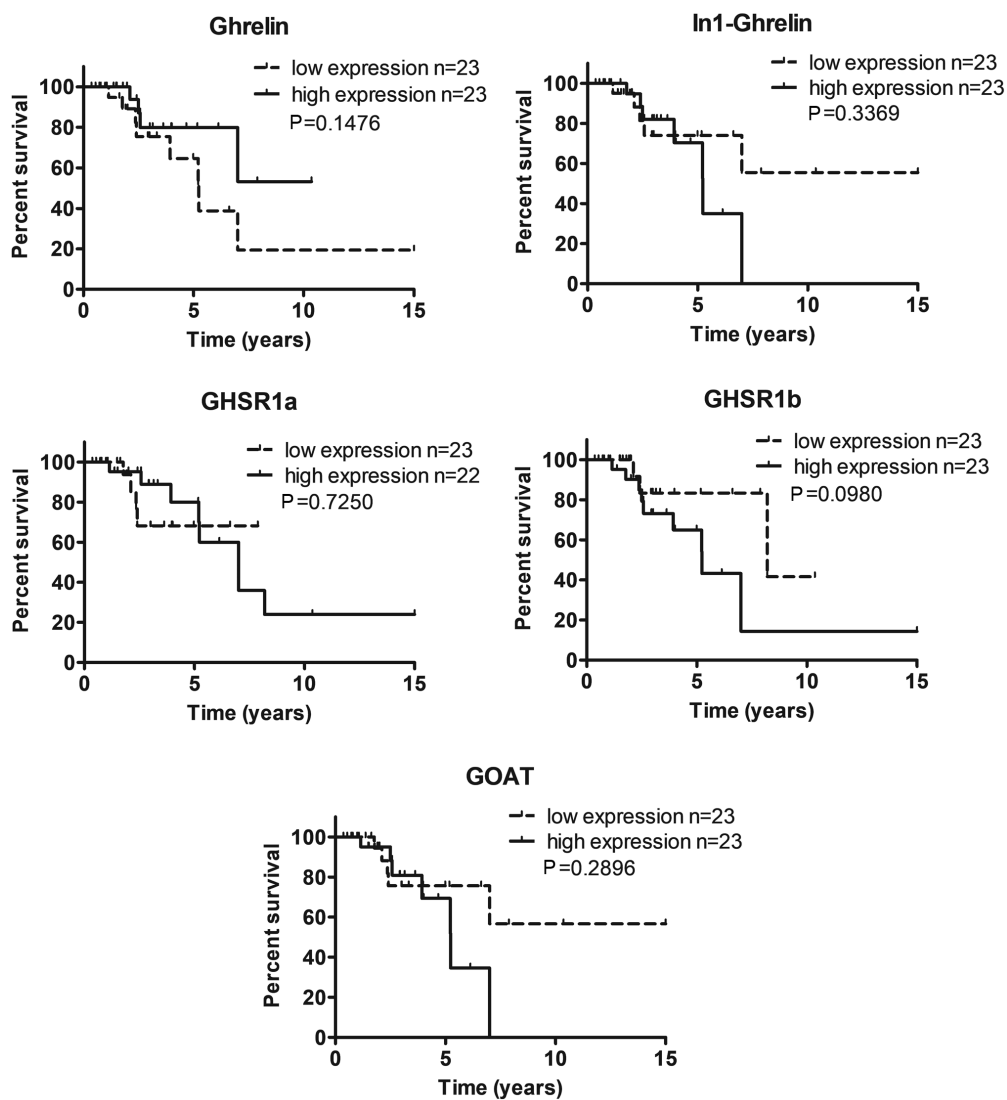 Ghrelin
low expression n=23
high expression n=23
P=0.1476
Percent survival
100
80
60
40
20
0
0 5 10 15
Time (years)
In1-Ghrelin
low expression n=23
high expression n=23
P=0.3369
Percent survival
100
80
60
40
20
0
0 5 10 15
Time (years)
GHSR1a
low expression n=23
high expression n=22
P=0.7250
Percent survival
100
80
60
40
20
0
0 5 10 15
Time (years)
GHSR1b
low expression n=23
high expression n=23
P=0.0980
Percent survival
100
80
60
40
20
0
0 5 10 15
Time (years)
GOAT
low expression n=23
high expression n=23
P=0.2896
Percent survival
100
80
60
40
20
0
0 5 10 15
Time (years)